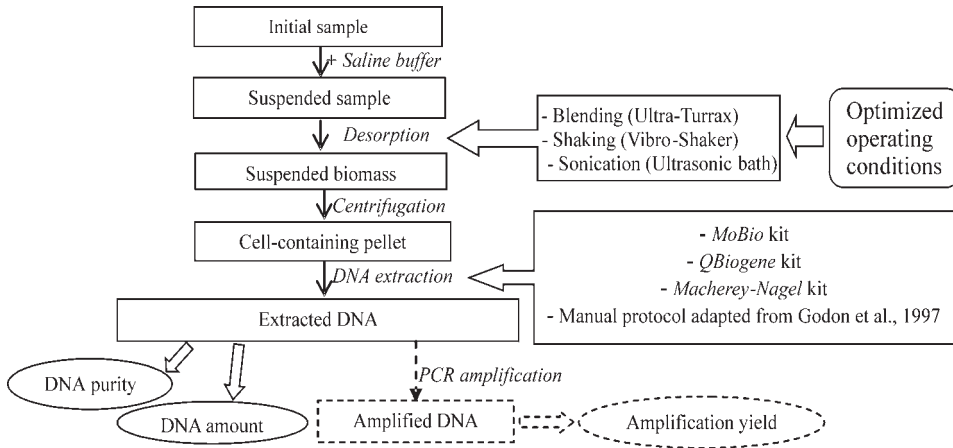 Initial sample
+ Saline buffer
Suspended sample
Desorption
- Blending (Ultra-Turrax)
- Shaking (Vibro-Shaker)
- Sonication (Ultrasonic bath)
Optimized
operating
conditions
Suspended biomass
Centrifugation
Cell-containing pellet
DNA extraction
- MoBio kit
- QBiogene kit
- Macherey-Nagel kit
- Manual protocol adapted from Godon et al., 1997
Extracted DNA
DNA purity
DNA amount
PCR amplification
Amplified DNA
Amplification yield